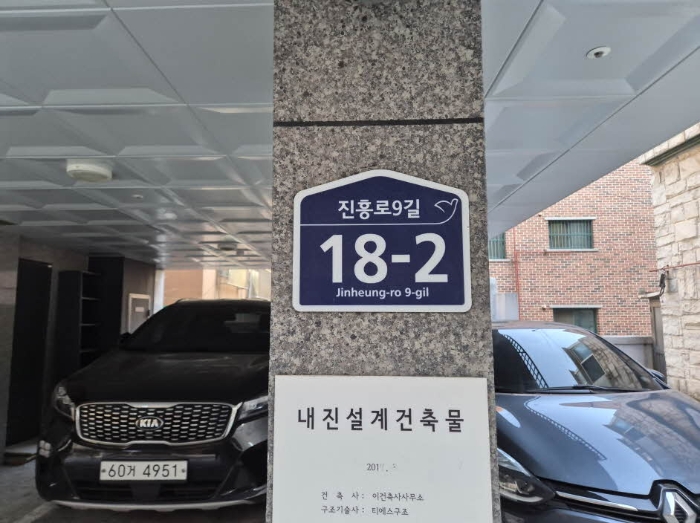 진흥로9길
18-2
Jinheung-ro 9-gil
내진설계건축물
건 축 사 : 이건축사사무소
구조기술사 : 티에스구조
KIA
60거 4951